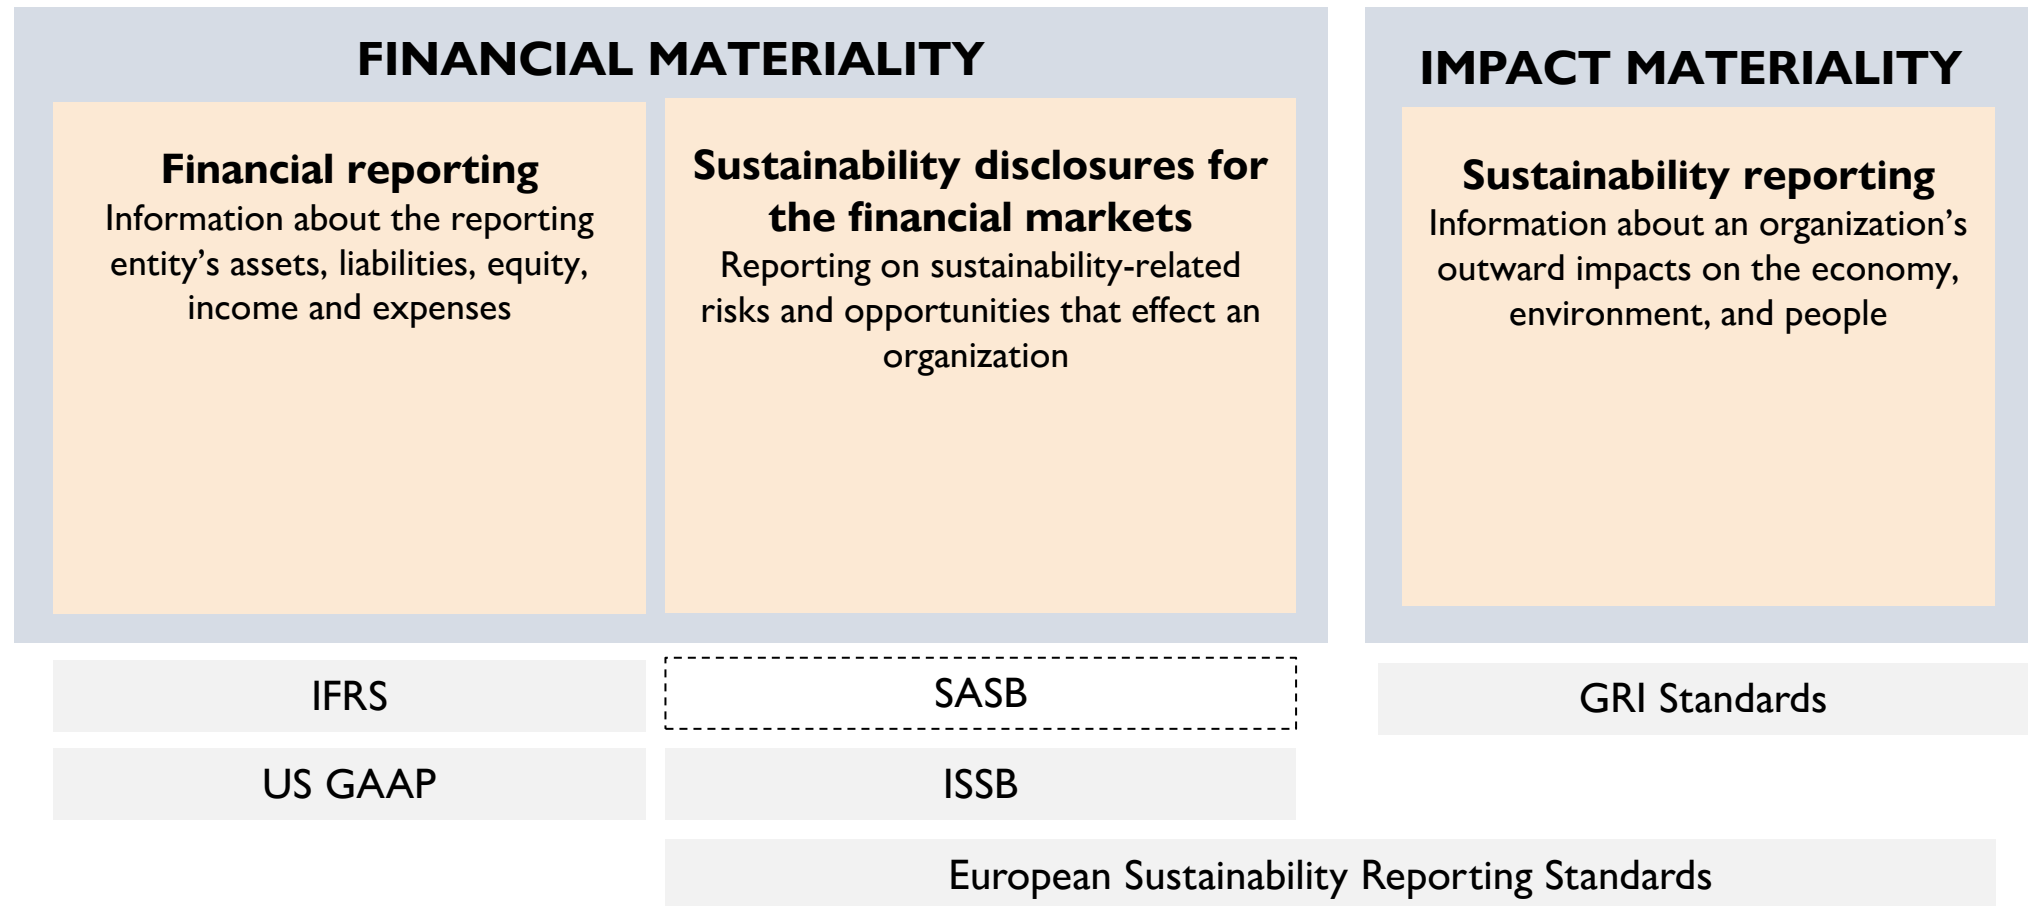 FINANCIAL MATERIALITY
Financial reporting
Information about the reporting
entity’s assets, liabilities, equity,
income and expenses
Sustainability disclosures for
the financial markets
Reporting on sustainability-related
risks and opportunities that effect an
organization
IMPACT MATERIALITY
Sustainability reporting
Information about an organization’s
outward impacts on the economy,
environment, and people
IFRS
SASB
GRI Standards
US GAAP
ISSB
European Sustainability Reporting Standards